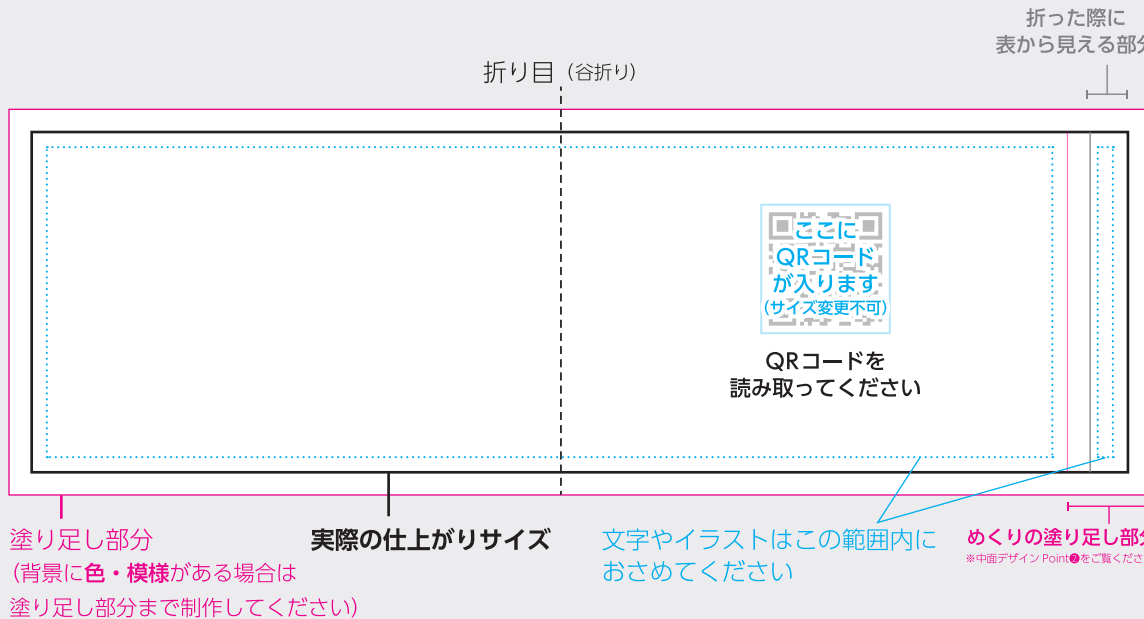 折った際に
表から見える部分
折り目（谷折り）
ここに
QRコード
が入ります
（サイズ変更不可）
QRコードを
読み取ってください
塗り足し部分
（背景に色・模様がある場合は
塗り足し部分まで制作してください）
実際の仕上がりサイズ
文字やイラストはこの範囲内に
おさめてください
めくりの塗り足し部分
※中面デザイン Point❷をご覧くださ